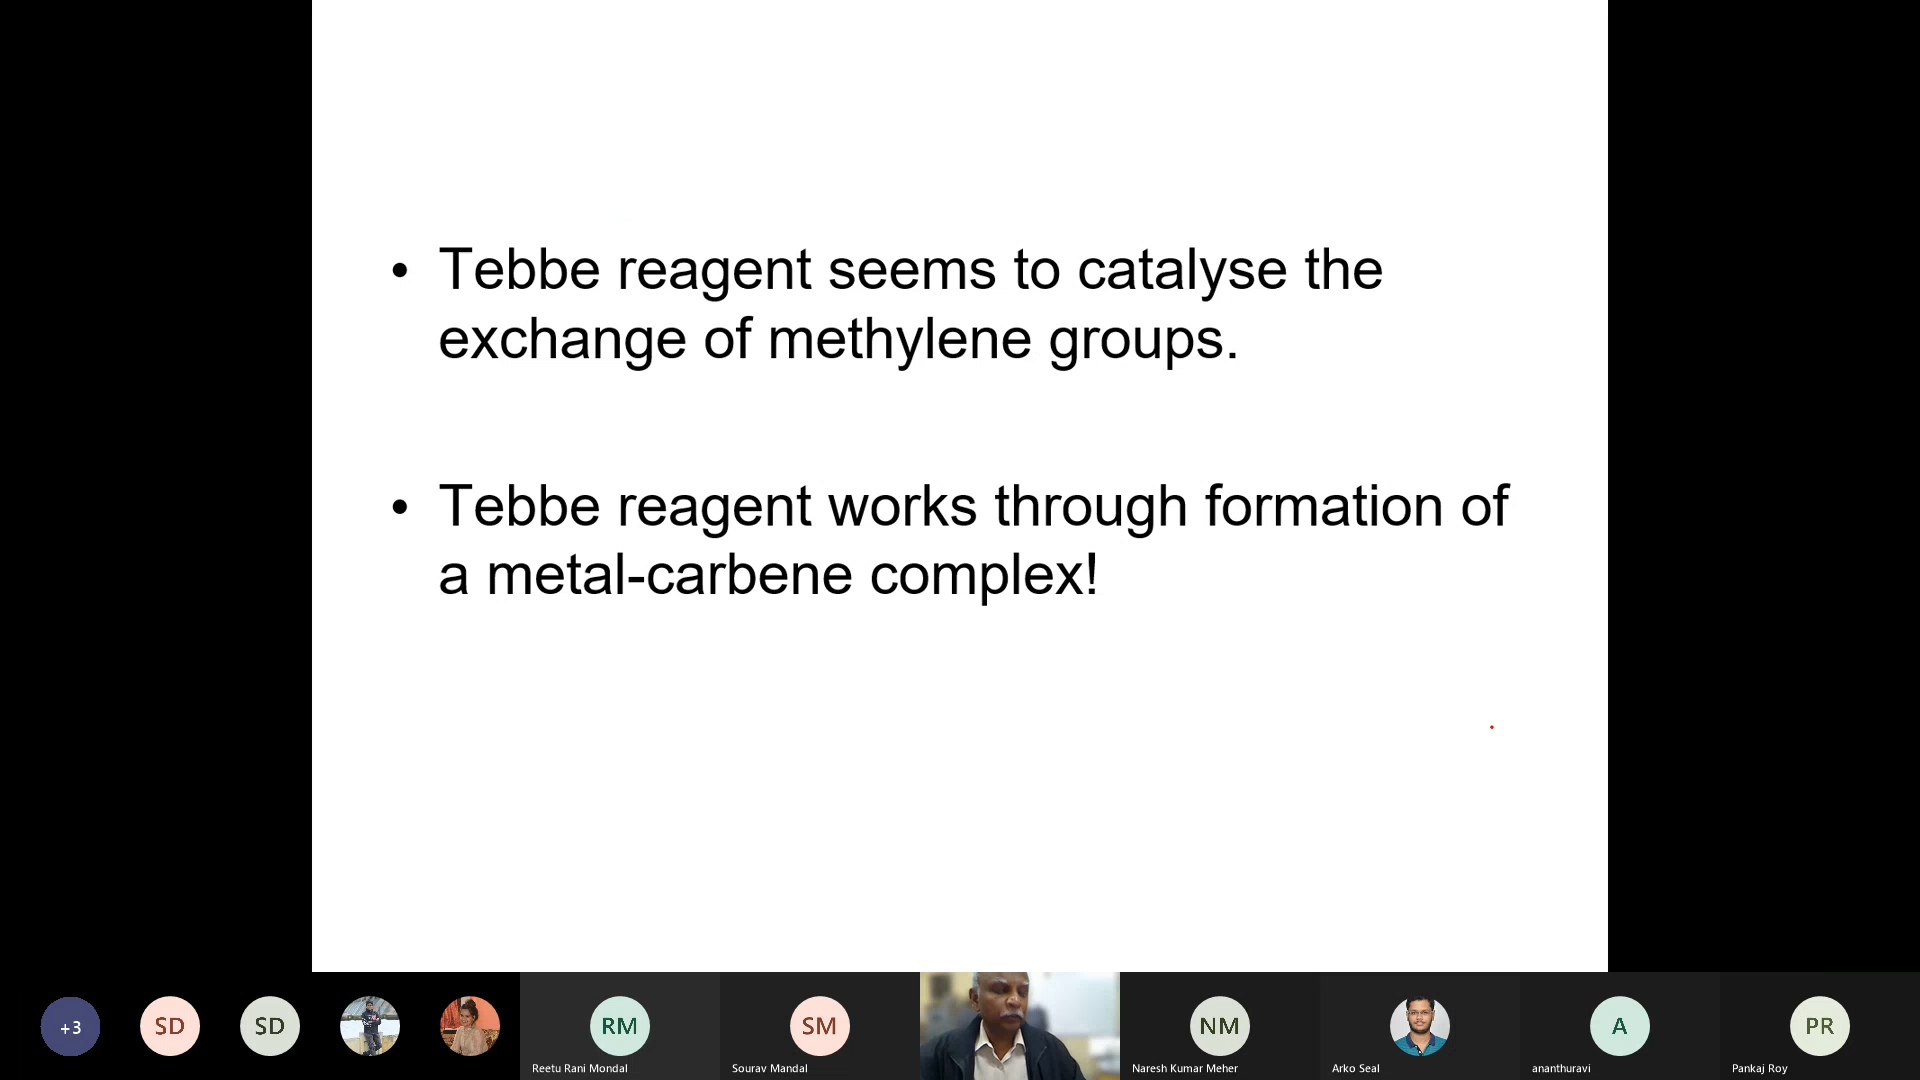 • Tebbe reagent seems to catalyse the
exchange of methylene groups.
• Tebbe reagent works through formation of
a metal-carbene complex!
+3
SD
SD
RM
SM
NM
A
PR
Reetu Rani Mondal
Sourav Mandal
Naresh Kumar Meher
Arko Seal
ananthuravi
Pankaj Roy